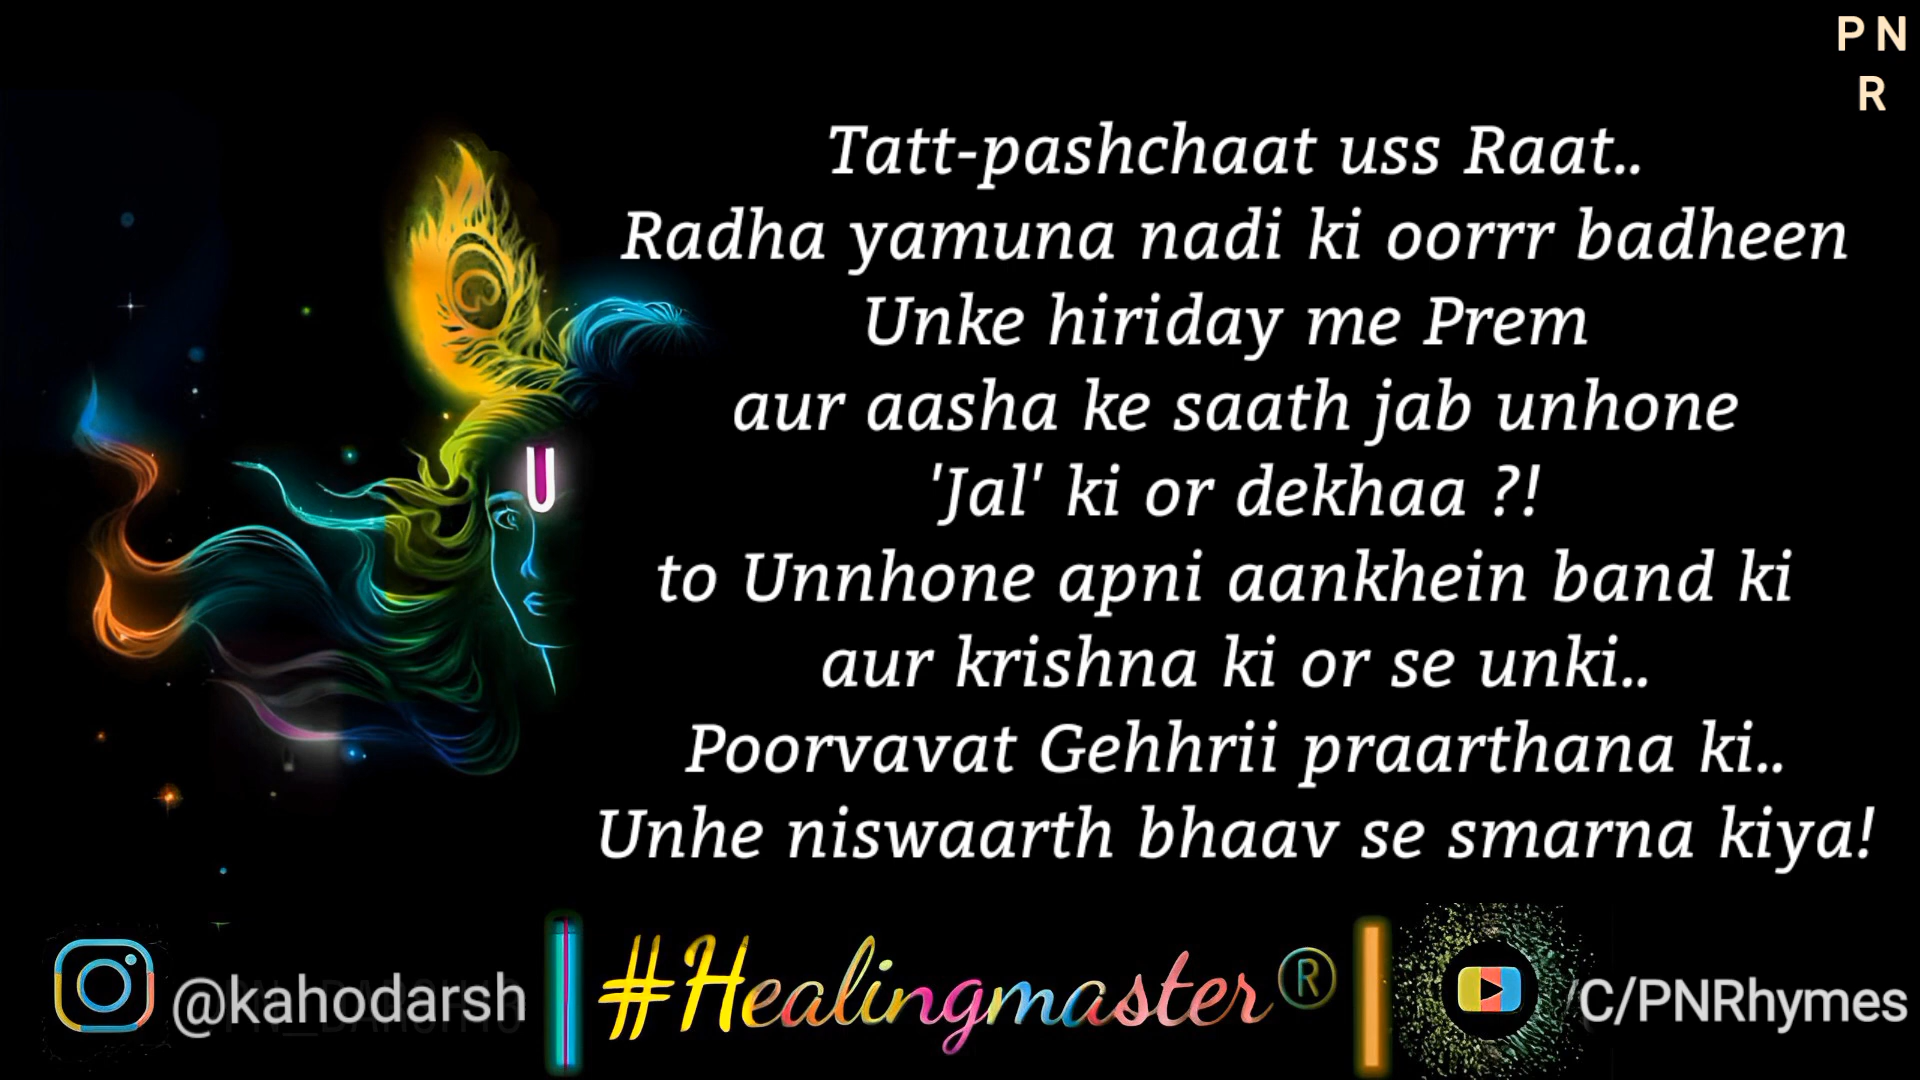 P N
R
Tatt-pashchaat uss Raat..
Radha yamuna nadi ki oorrr badheen
Unke hiriday me Prem
aur aasha ke saath jab unhone
'Jal' ki or dekhaa ?!
to Unnhone apni aankhein band ki
aur krishna ki or se unki..
Poorvavat Gehhrii praarthana ki..
Unhe niswaarth bhaav se smarna kiya!
@kahodarsh
#Healingmaster®
C/PNRhymes